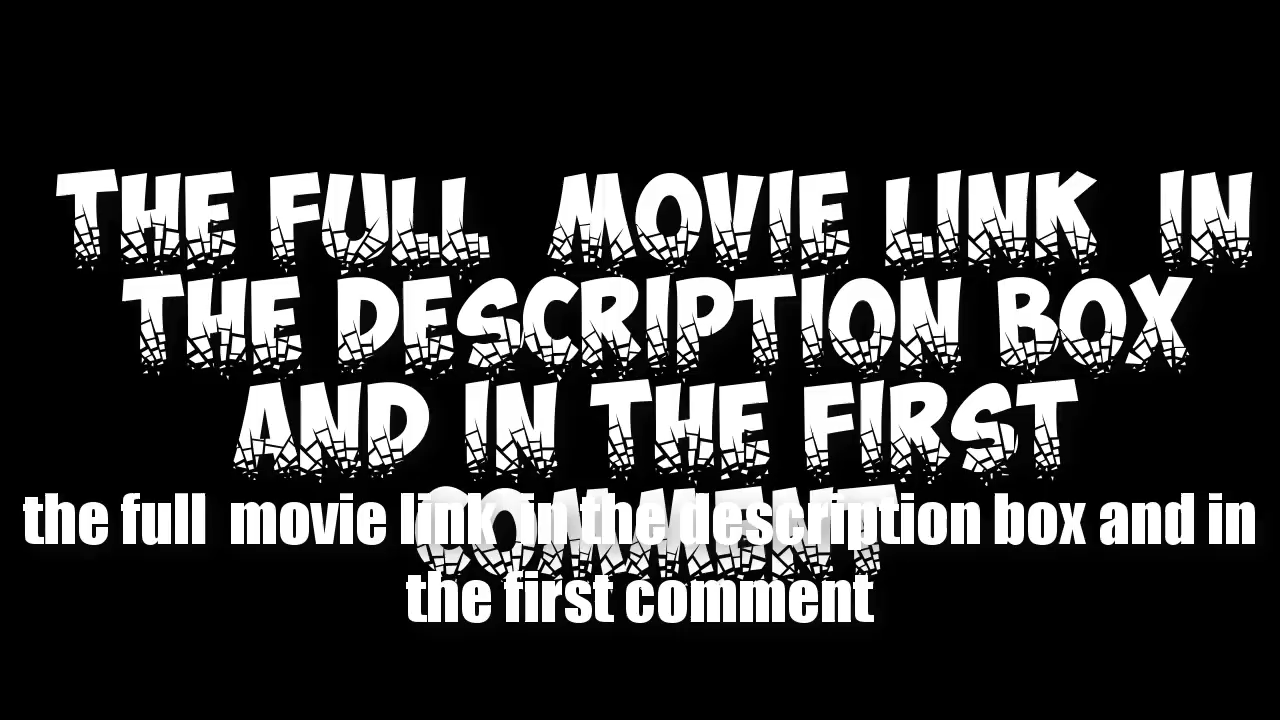 THE FULL  MOVIE LINK  IN
THE DESCRIPTION BOX
AND IN THE FIRST
COMMENT
the full  movie link  in the description box and in
the first comment